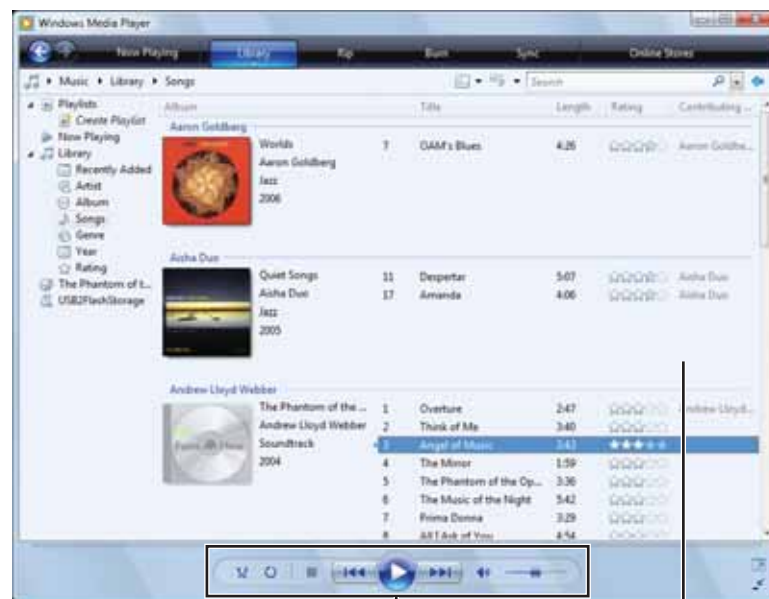 Windows Media Player
Now Playing Library Rip Burn Sync Online Stores
Music Library Songs Search
Album Title Length Rating Contributing ...
Playlists
Create Playlist
Now Playing
Library
Recently Added
Artist
Album
Songs
Genre
Year
Rating
The Phantom of t...
USB2FlashStorage
Aaron Goldberg
Worlds 7 OAM's Blues 4:26 Aaron Goldbe...
Aaron Goldberg
Jazz
2006
Aisha Duo
Quiet Songs 11 Despertar 5:07 Aisha Duo
Aisha Duo 17 Amanda 4:06 Aisha Duo
Jazz
2005
Andrew Lloyd Webber
The Phantom of the ... 1 Overture 2:47 Andrew Lloyd...
Andrew Lloyd Webber 2 Think of Me 3:40
Soundtrack 3 Angel of Music 2:43
2004 4 The Mirror 1:59
5 The Phantom of the Op... 3:36
6 The Music of the Night 5:42
7 Prima Donna 3:29
8 All I Ask of You 4:54